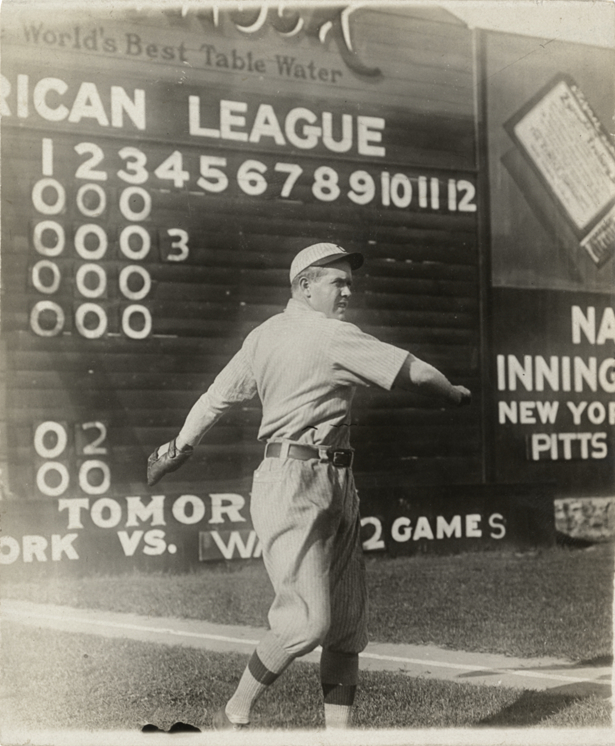 World's Best Table Water
RICAN LEAGUE
1 2 3 4 5 6 7 8 9 10 11 12
0 0 0
0 0 0 3
0 0 0
0 0 0
0 2
0 0
TOMOR
ORK VS. WA 2 GAMES
NA
INNING
NEW YO
PITTS